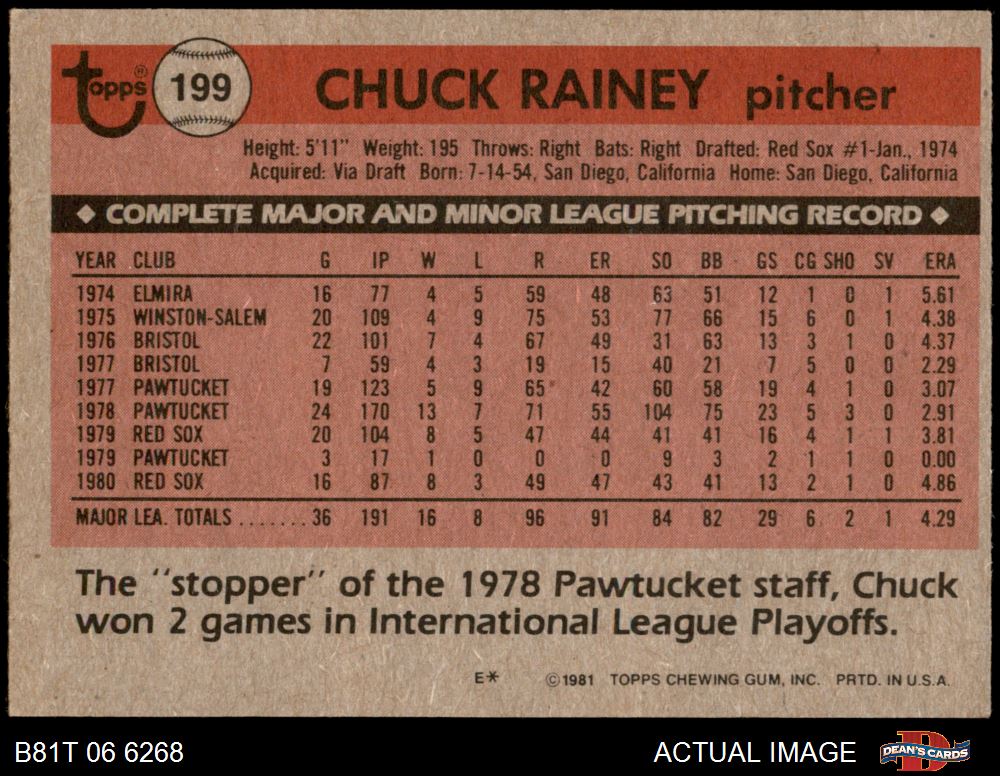 topps® 199 CHUCK RAINEY pitcher
Height: 5'11" Weight: 195 Throws: Right Bats: Right Drafted: Red Sox #1-Jan., 1974
Acquired: Via Draft Born: 7-14-54, San Diego, California Home: San Diego, California
◆ COMPLETE MAJOR AND MINOR LEAGUE PITCHING RECORD ◆
YEAR CLUB G IP W L R ER SO BB GS CG SHO SV ERA
1974 ELMIRA 16 77 4 5 59 48 63 51 12 1 0 1 5.61
1975 WINSTON-SALEM 20 109 4 9 75 53 77 66 15 6 0 1 4.38
1976 BRISTOL 22 101 7 4 67 49 31 63 13 3 1 0 4.37
1977 BRISTOL 7 59 4 3 19 15 40 21 7 5 0 0 2.29
1977 PAWTUCKET 19 123 5 9 65 42 60 58 19 4 1 0 3.07
1978 PAWTUCKET 24 170 13 7 71 55 104 75 23 5 3 0 2.91
1979 RED SOX 20 104 8 5 47 44 41 41 16 4 1 1 3.81
1979 PAWTUCKET 3 17 1 0 0 0 9 3 2 1 1 0 0.00
1980 RED SOX 16 87 8 3 49 47 43 41 13 2 1 0 4.86
MAJOR LEA. TOTALS ....... 36 191 16 8 96 91 84 82 29 6 2 1 4.29
The "stopper" of the 1978 Pawtucket staff, Chuck
won 2 games in International League Playoffs.
E* ©1981 TOPPS CHEWING GUM, INC. PRTD. IN U.S.A.
B81T 06 6268 ACTUAL IMAGE DEAN'S CARDS